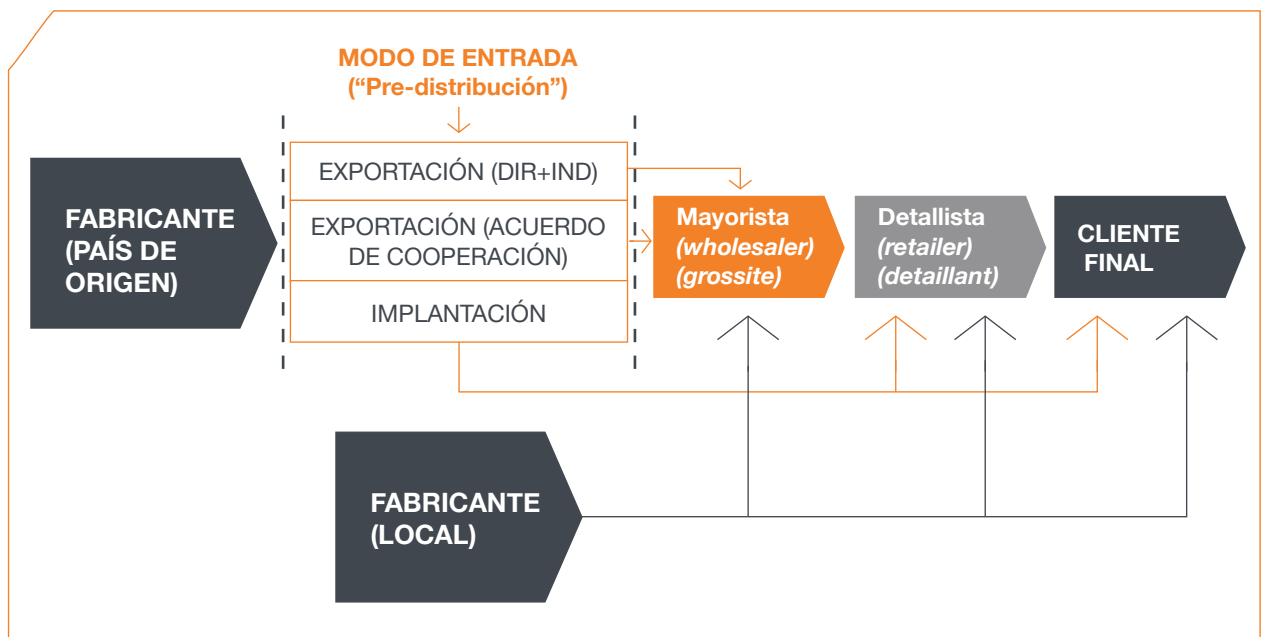 MODO DE ENTRADA
(“Pre-distribución”)
FABRICANTE
(PAÍS DE
ORIGEN)
EXPORTACIÓN (DIR+IND)
EXPORTACIÓN (ACUERDO
DE COOPERACIÓN)
IMPLANTACIÓN
Mayorista
(wholesaler)
(grossite)
Detallista
(retailer)
(detaillant)
CLIENTE
FINAL
FABRICANTE
(LOCAL)